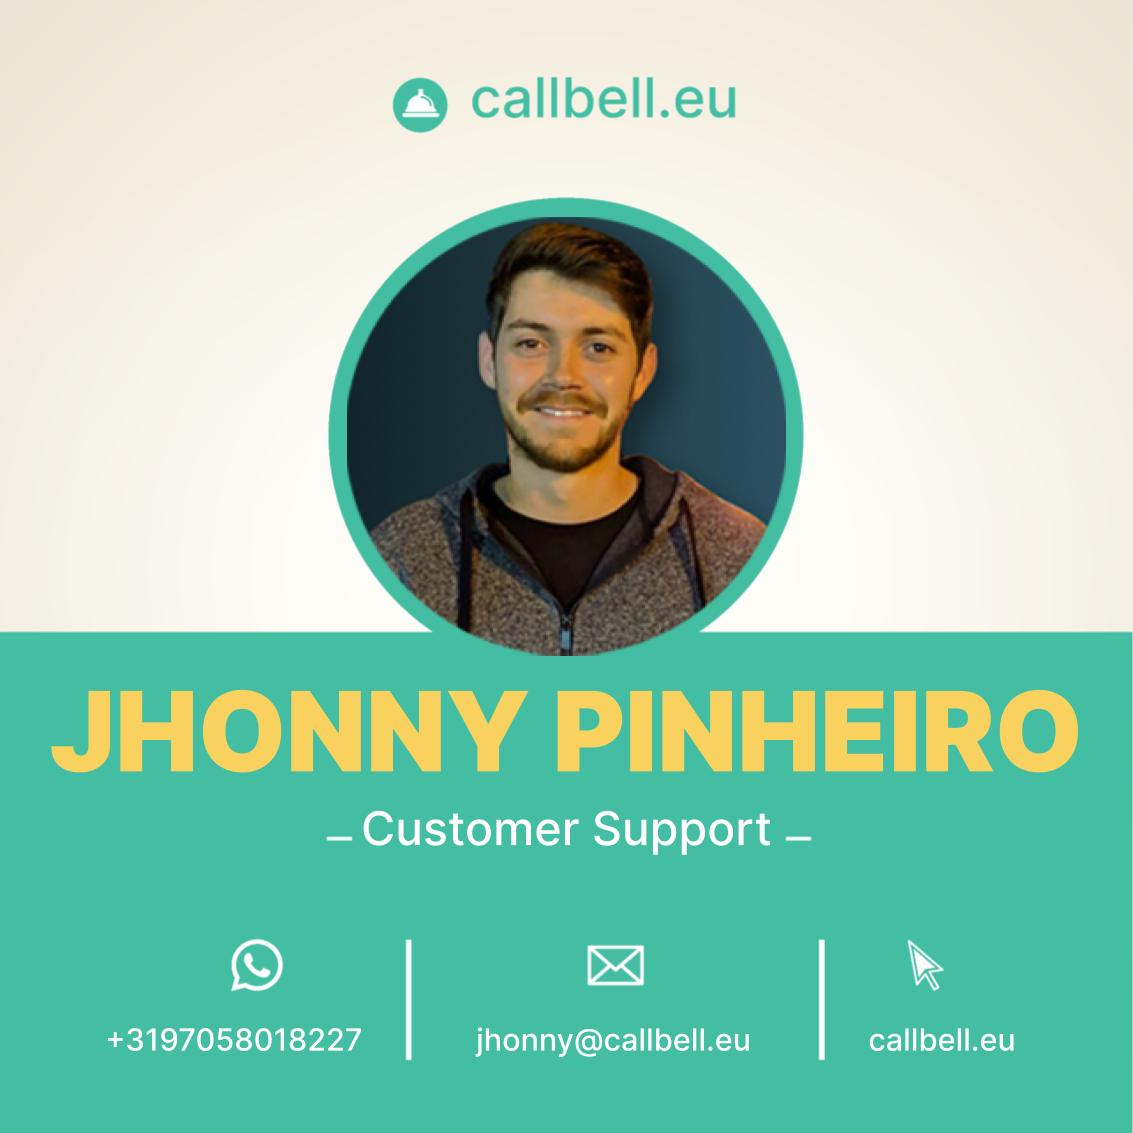 callbell.eu
JHONNY PINHEIRO
Customer Support
+3197058018227
jhonny@callbell.eu
callbell.eu